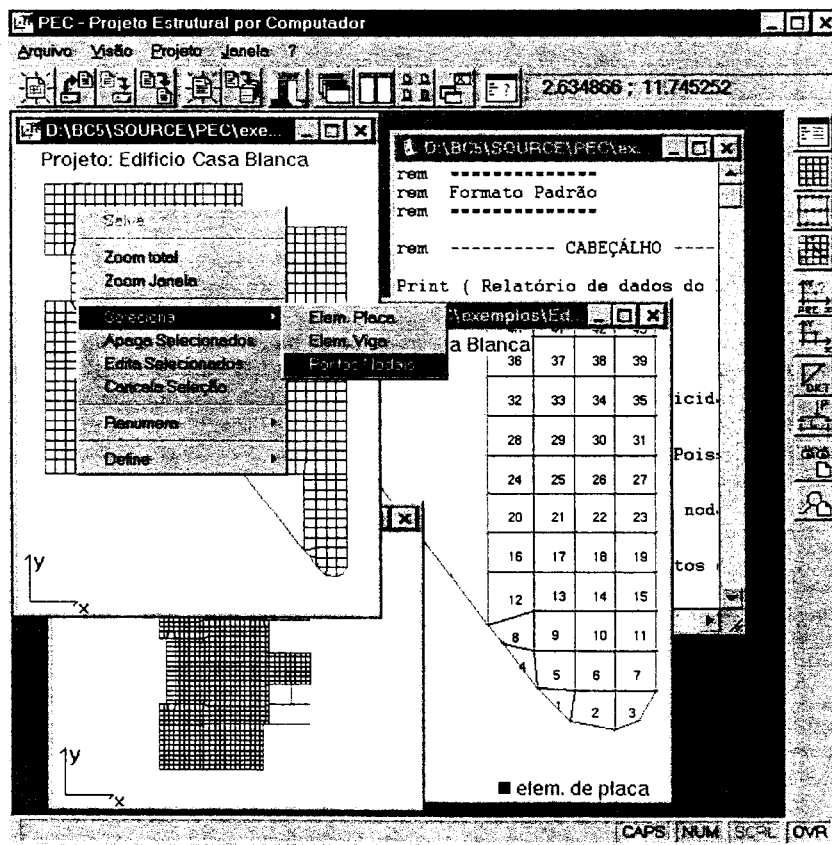 PEC - Projeto Estrutural por Computador
Arquivo Visão Projeto Janela ?
2.634866 ; 11.745252
D:\BC5\SOURCE\PEC\exe...
Projeto: Edificio Casa Blanca
Salva
Zoom total
Zoom Janela
Seleciona
Apaga Selecionados
Edita Selecionados
Cancela Seleção
Renumera
Define
Elem. Placa
Elem. Viga
Pontos Nodais
y
x
D:\BC5\SOURCE\PEC\ex...
rem ---------------
rem Formato Padrão
rem ---------------
rem ---------- CABEÇÁLHO ----
Print ( Relatório de dados do
icid
Pois
nod
tos
\exemplos\Ed...
a Blanca
36 37 38 39
32 33 34 35
28 29 30 31
24 25 26 27
20 21 22 23
16 17 18 19
12 13 14 15
8 9 10 11
4 5 6 7
1 2 3
elem. de placa
y
x
DKT
CAPS NUM SCRL OVR